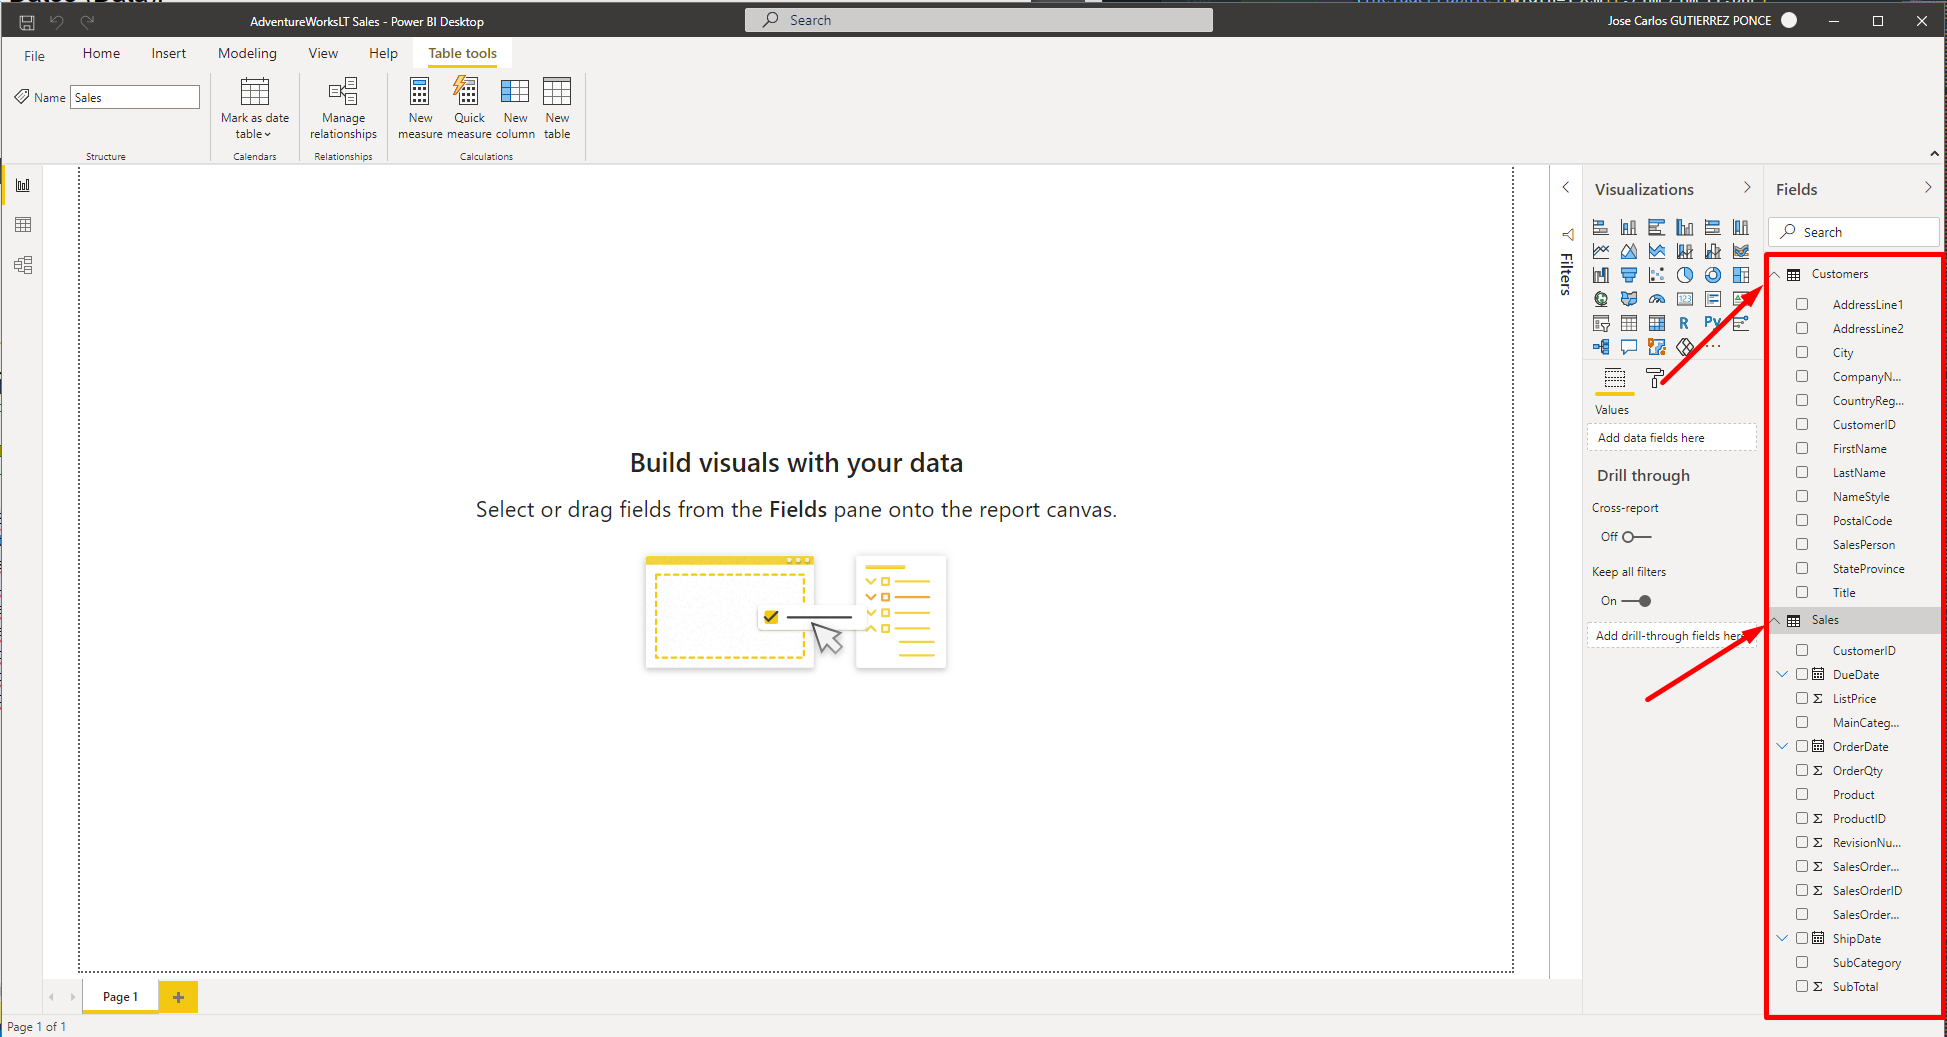 AdventureWorksLT Sales - Power BI Desktop
Search
Jose Carlos GUTIERREZ PONCE
File Home Insert Modeling View Help Table tools
Name Sales
Mark as date
table
Manage
relationships
New
measure
Quick
measure
New
column
New
table
Structure
Calendars
Relationships
Calculations
Filters
Visualizations
123
R
Py
Values
Add data fields here
Drill through
Cross-report
Off
Keep all filters
On
Add drill-through fields here
Fields
Search
Customers
AddressLine1
AddressLine2
City
CompanyN...
CountryReg...
CustomerID
FirstName
LastName
NameStyle
PostalCode
SalesPerson
StateProvince
Title
Sales
CustomerID
DueDate
Σ ListPrice
MainCateg...
OrderDate
Σ OrderQty
Product
Σ ProductID
Σ RevisionNu...
Σ SalesOrder...
Σ SalesOrderID
SalesOrder...
ShipDate
SubCategory
Σ SubTotal
Build visuals with your data
Select or drag fields from the Fields pane onto the report canvas.
Page 1
+
Page 1 of 1